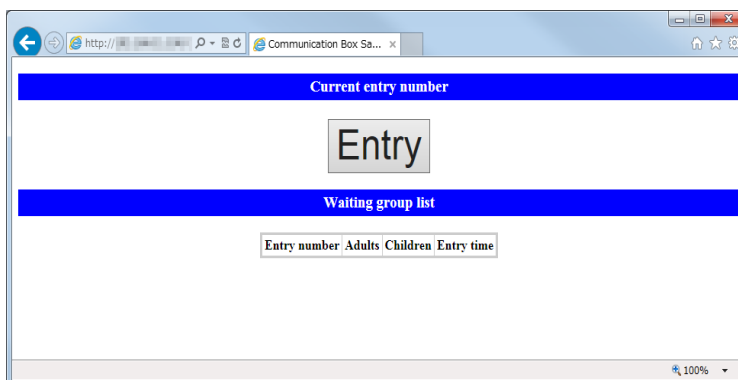 http://
Communication Box Sa...
Current entry number
Entry
Waiting group list
Entry number Adults Children Entry time
100%